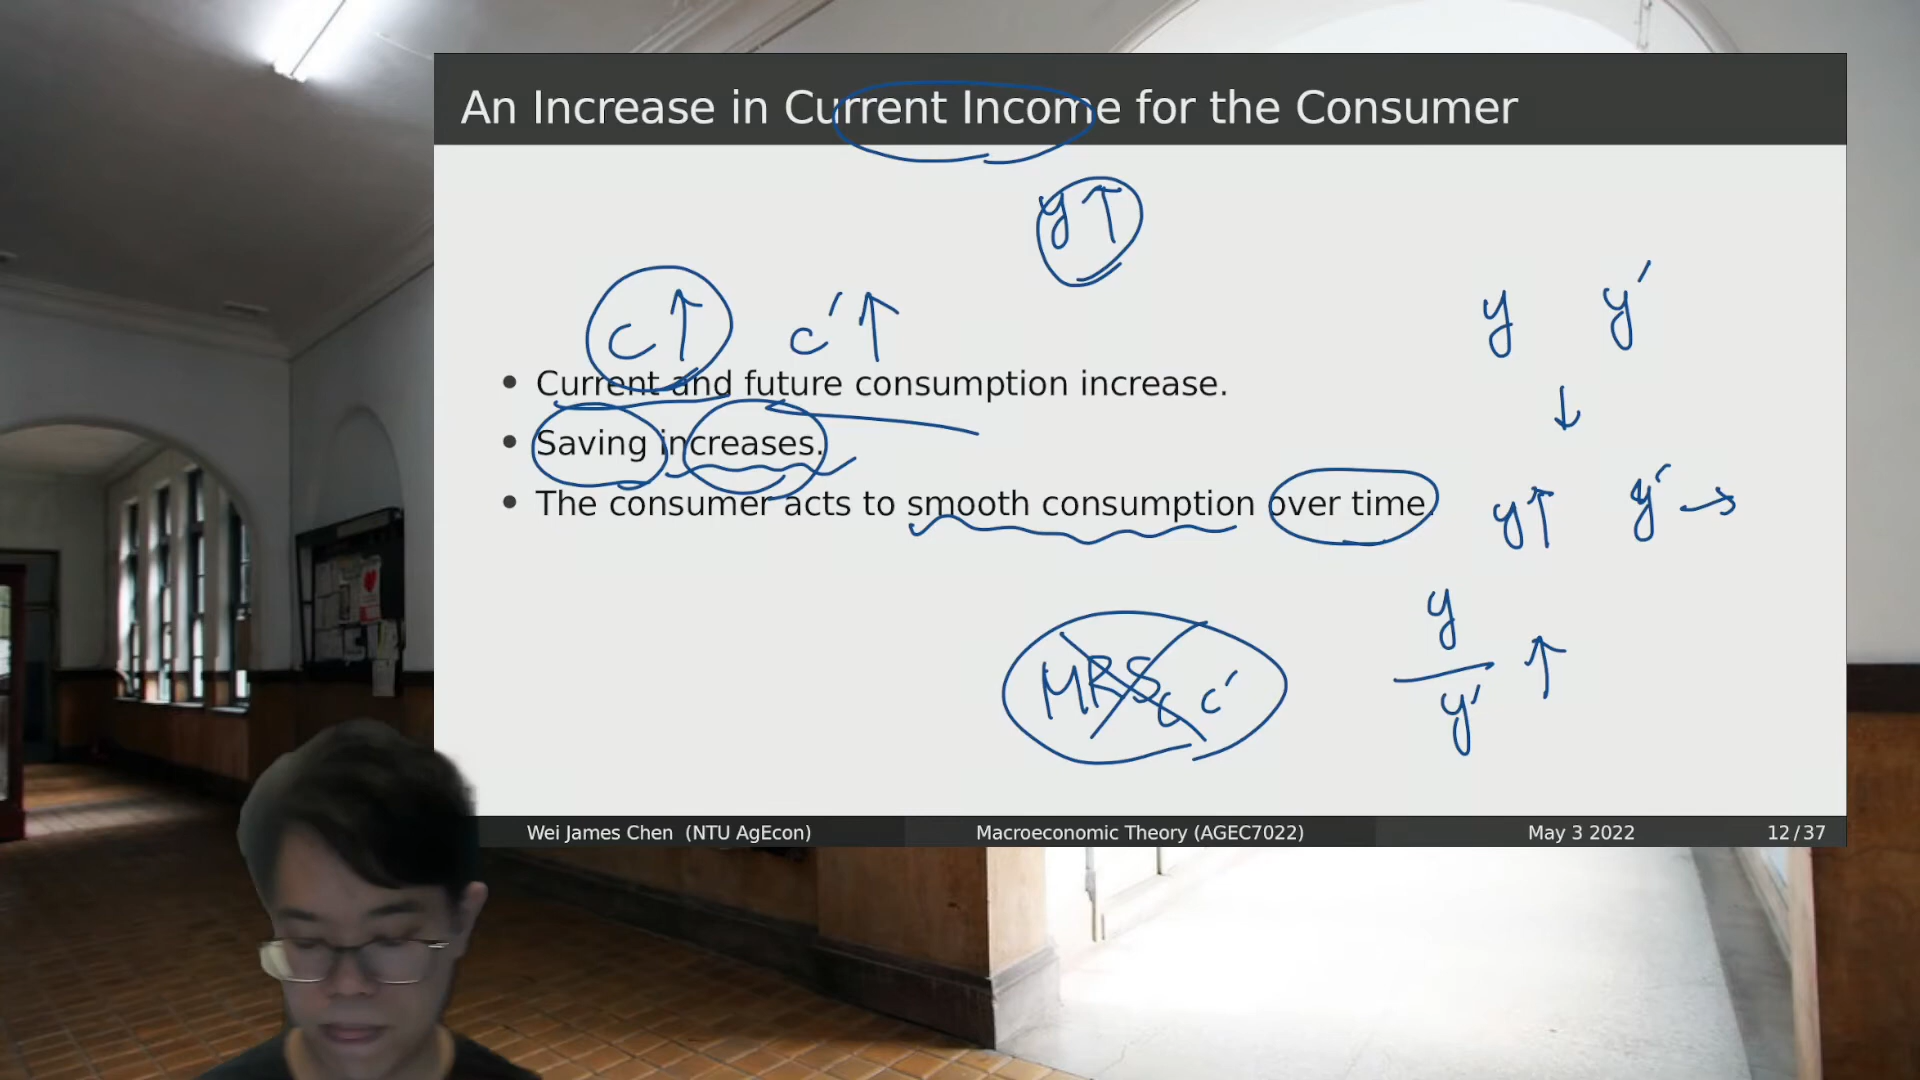 An Increase in Current Income for the Consumer
y↑
c↑ c′↑
y y′
• Current and future consumption increase.
↓
• Saving increases.
• The consumer acts to smooth consumption over time.
y↑ y′→
y
MRS c c′
↑
y′
Wei James Chen (NTU AgEcon) Macroeconomic Theory (AGEC7022) May 3 2022 12/37